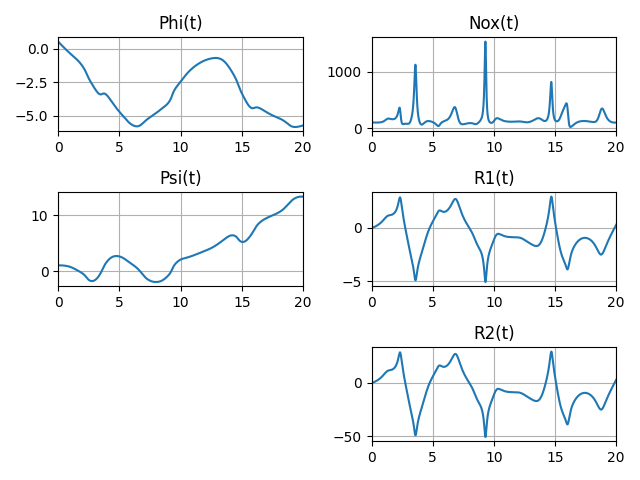 Phi(t)
0.0
−2.5
−5.0
0 5 10 15 20
Nox(t)
1000
0
0 5 10 15 20
Psi(t)
10
0
0 5 10 15 20
R1(t)
0
−5
0 5 10 15 20
R2(t)
0
−50
0 5 10 15 20